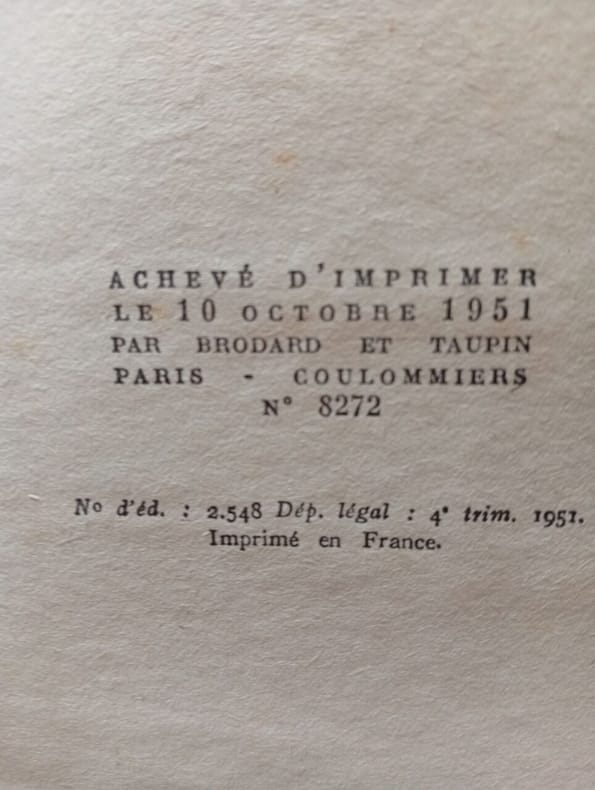 ACHEVÉ D'IMPRIMER
LE 10 OCTOBRE 1951
PAR BRODARD ET TAUPIN
PARIS - COULOMMIERS
N° 8272
No d'éd. : 2.548 Dép. légal : 4e trim. 1951.
Imprimé en France.